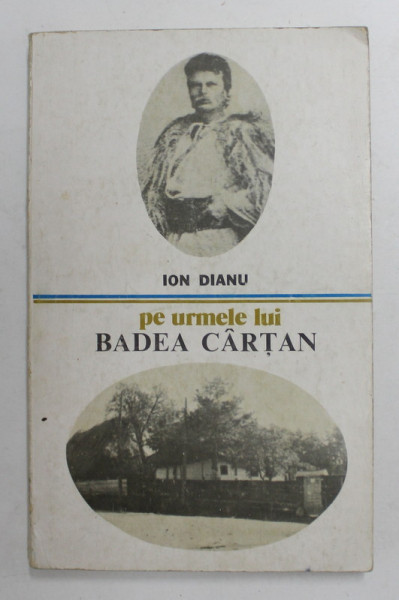 ION DIANU
pe urmele lui
BADEA CÂRȚAN